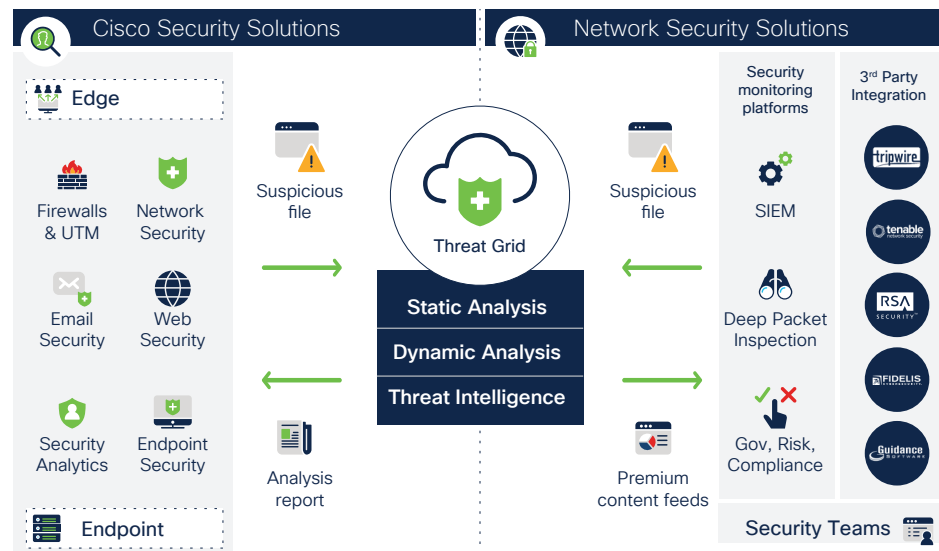 Cisco Security Solutions
Network Security Solutions
Edge
Firewalls
& UTM
Network
Security
Email
Security
Web
Security
Security
Analytics
Endpoint
Security
Endpoint
Suspicious
file
Analysis
report
Threat Grid
Static Analysis
Dynamic Analysis
Threat Intelligence
Suspicious
file
Premium
content feeds
Security
monitoring
platforms
SIEM
Deep Packet
Inspection
Gov, Risk,
Compliance
3rd Party
Integration
tripwire
tenable
network security
RSA
SECURITY™
FIDELIS
CYBERSECURITY
Guidance
SOFTWARE
Security Teams